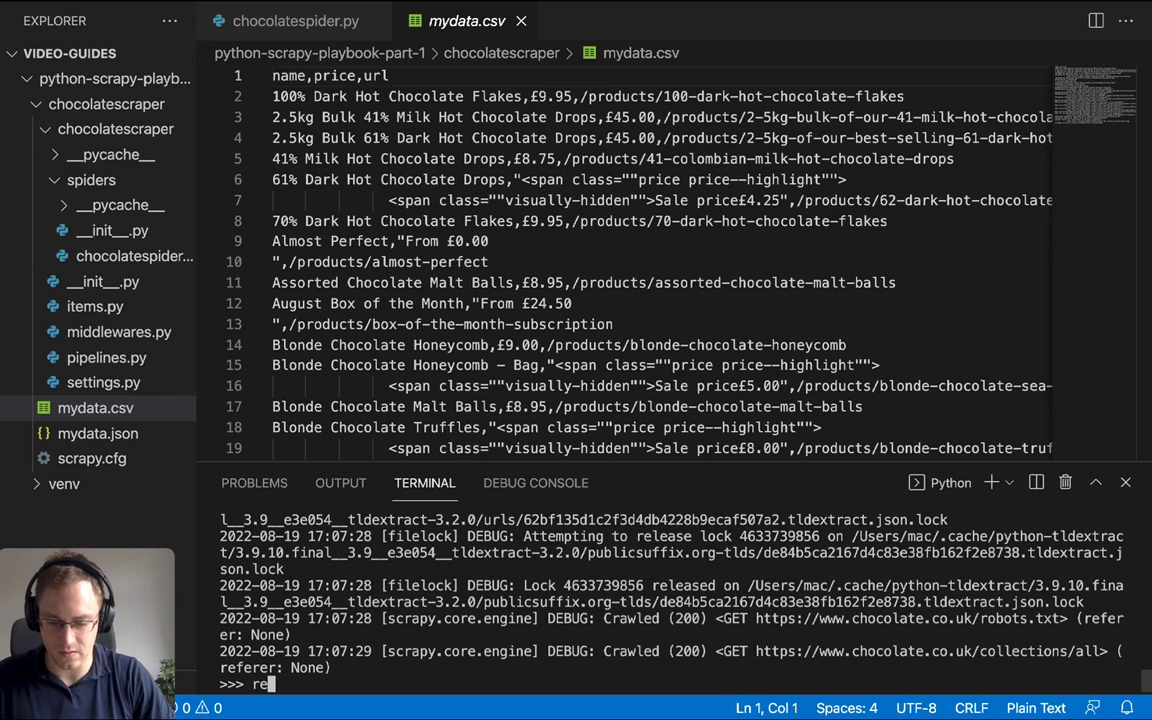 EXPLORER
chocolatespider.py
mydata.csv
VIDEO-GUIDES
python-scrapy-playb...
chocolatescraper
chocolatescraper
__pycache__
spiders
__pycache__
__init__.py
chocolatespider...
__init__.py
items.py
middlewares.py
pipelines.py
settings.py
mydata.csv
mydata.json
scrapy.cfg
venv
python-scrapy-playbook-part-1 > chocolatescraper > mydata.csv
1 name,price,url
2 100% Dark Hot Chocolate Flakes,£9.95,/products/100-dark-hot-chocolate-flakes
3 2.5kg Bulk 41% Milk Hot Chocolate Drops,£45.00,/products/2-5kg-bulk-of-our-41-milk-hot-chocola
4 2.5kg Bulk 61% Dark Hot Chocolate Drops,£45.00,/products/2-5kg-of-our-best-selling-61-dark-hot
5 41% Milk Hot Chocolate Drops,£8.75,/products/41-colombian-milk-hot-chocolate-drops
6 61% Dark Hot Chocolate Drops,"<span class=""price price--highlight"">
7 <span class=""visually-hidden"">Sale price£4.25",/products/62-dark-hot-chocolate
8 70% Dark Hot Chocolate Flakes,£9.95,/products/70-dark-hot-chocolate-flakes
9 Almost Perfect,"From £0.00
10 ",/products/almost-perfect
11 Assorted Chocolate Malt Balls,£8.95,/products/assorted-chocolate-malt-balls
12 August Box of the Month,"From £24.50
13 ",/products/box-of-the-month-subscription
14 Blonde Chocolate Honeycomb,£9.00,/products/blonde-chocolate-honeycomb
15 Blonde Chocolate Honeycomb - Bag,"<span class=""price price--highlight"">
16 <span class=""visually-hidden"">Sale price£5.00",/products/blonde-chocolate-sea-
17 Blonde Chocolate Malt Balls,£8.95,/products/blonde-chocolate-malt-balls
18 Blonde Chocolate Truffles,"<span class=""price price--highlight"">
19 <span class=""visually-hidden"">Sale price£8.00",/products/blonde-chocolate-truf
PROBLEMS OUTPUT TERMINAL DEBUG CONSOLE Python
l__3.9__e3e054__tldextract-3.2.0/urls/62bf135d1c2f3d4db4228b9ecaf507a2.tldextract.json.lock
2022-08-19 17:07:28 [filelock] DEBUG: Attempting to release lock 4633739856 on /Users/mac/.cache/python-tldextrac
t/3.9.10.final__3.9__e3e054__tldextract-3.2.0/publicsuffix.org-tlds/de84b5ca2167d4c83e38fb162f2e8738.tldextract.j
son.lock
2022-08-19 17:07:28 [filelock] DEBUG: Lock 4633739856 released on /Users/mac/.cache/python-tldextract/3.9.10.fina
l__3.9__e3e054__tldextract-3.2.0/publicsuffix.org-tlds/de84b5ca2167d4c83e38fb162f2e8738.tldextract.json.lock
2022-08-19 17:07:28 [scrapy.core.engine] DEBUG: Crawled (200) <GET https://www.chocolate.co.uk/robots.txt> (refer
er: None)
2022-08-19 17:07:29 [scrapy.core.engine] DEBUG: Crawled (200) <GET https://www.chocolate.co.uk/collections/all> (
referer: None)
>>> re
0 0 Ln 1, Col 1 Spaces: 4 UTF-8 CRLF Plain Text